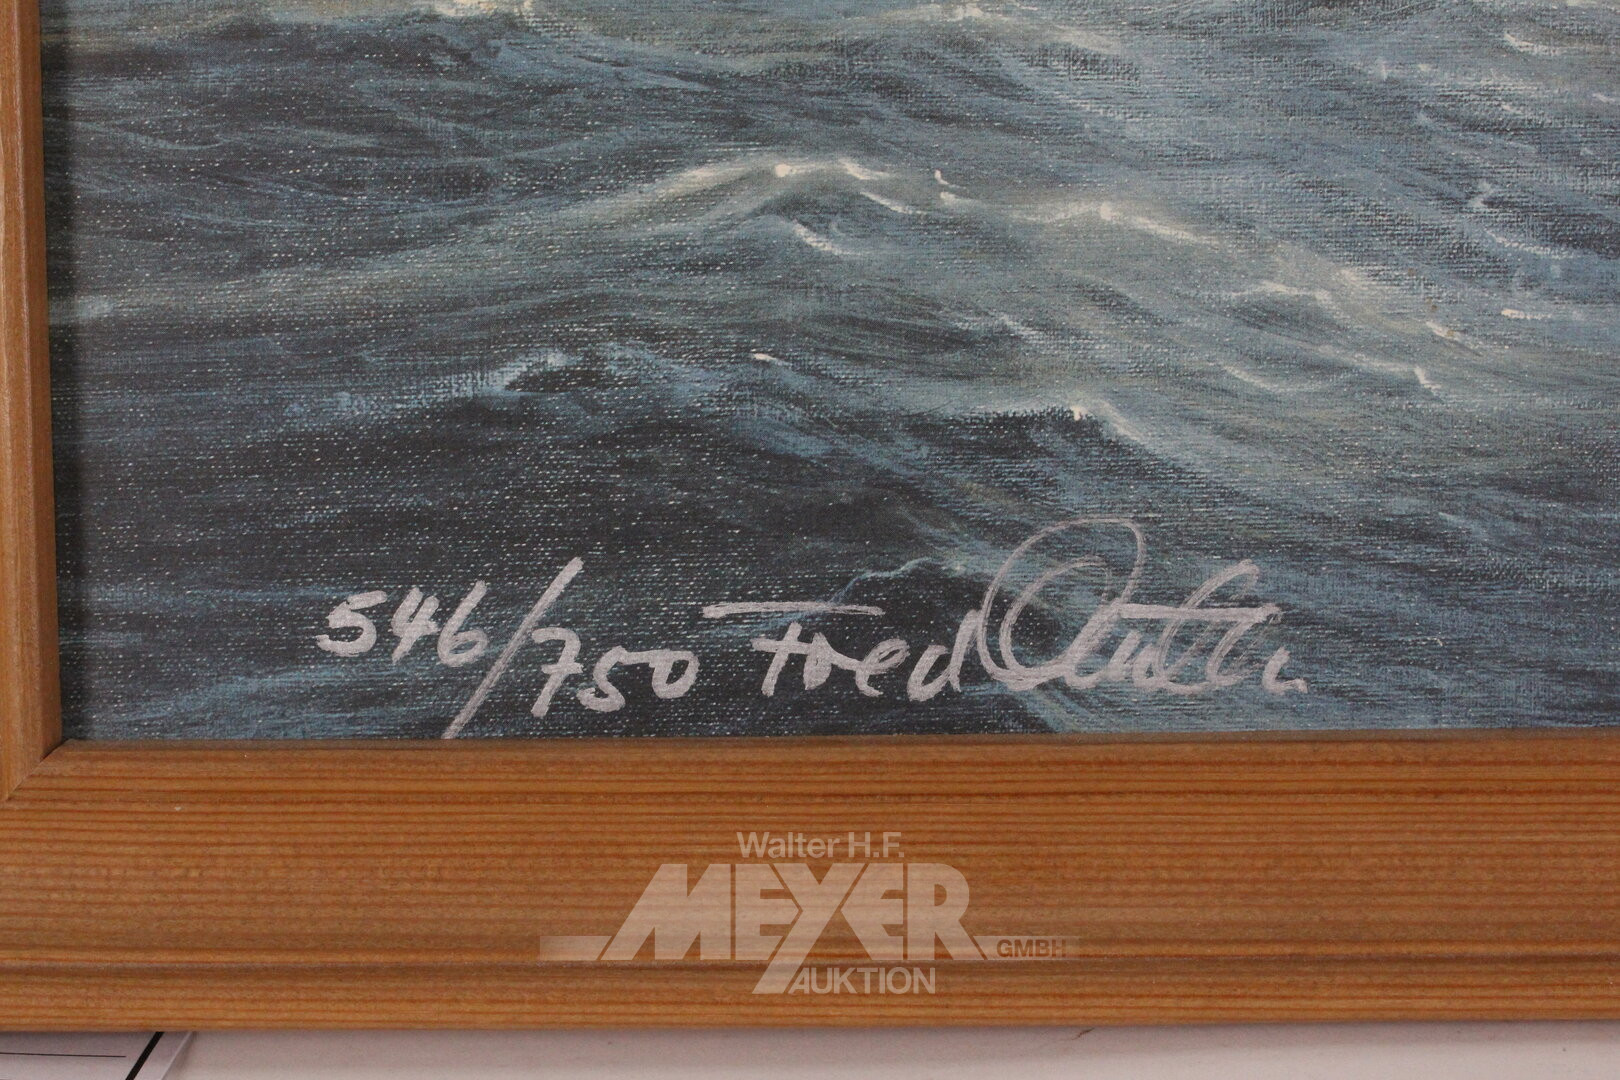 546/750 Fred
Walter H.F.
MEYER
GMBH
AUKTION